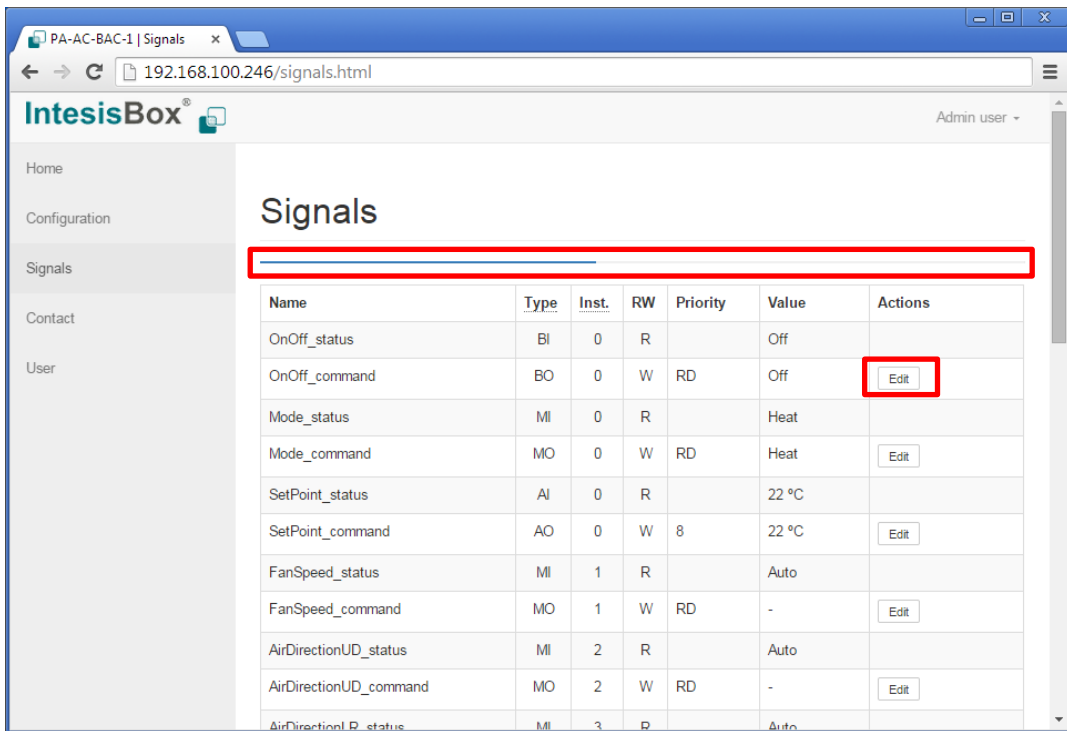 PA-AC-BAC-1 | Signals
192.168.100.246/signals.html
IntesisBox®
Admin user
Home
Configuration
Signals
Contact
User
Signals
Name Type Inst. RW Priority Value Actions
OnOff_status BI 0 R Off
OnOff_command BO 0 W RD Off Edit
Mode_status MI 0 R Heat
Mode_command MO 0 W RD Heat Edit
SetPoint_status AI 0 R 22 ºC
SetPoint_command AO 0 W 8 22 ºC Edit
FanSpeed_status MI 1 R Auto
FanSpeed_command MO 1 W RD - Edit
AirDirectionUD_status MI 2 R Auto
AirDirectionUD_command MO 2 W RD - Edit
AirDirectionLR_status MI 3 R Auto